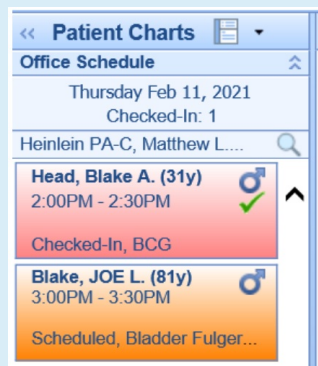 « Patient Charts
Office Schedule
Thursday Feb 11, 2021
Checked-In: 1
Heinlein PA-C, Matthew L....
Head, Blake A. (31y)
2:00PM - 2:30PM
Checked-In, BCG
Blake, JOE L. (81y)
3:00PM - 3:30PM
Scheduled, Bladder Fulger...